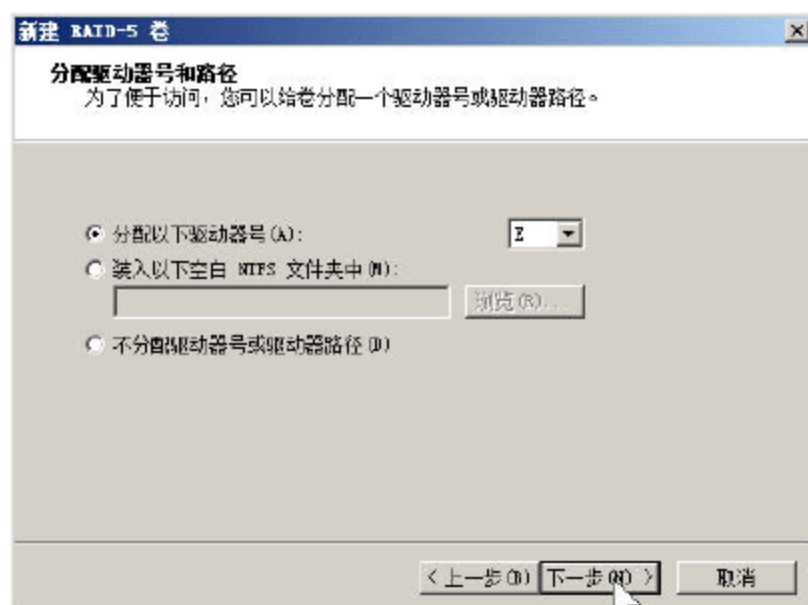 新建 RAID-5 卷
分配驱动器号和路径
为了便于访问，您可以给卷分配一个驱动器号或驱动器路径。
分配以下驱动器号(A):
E
装入以下空白 NTFS 文件夹中(M):
浏览(R)...
不分配驱动器号或驱动器路径(D)
<上一步(B)
下一步(N) >
取消